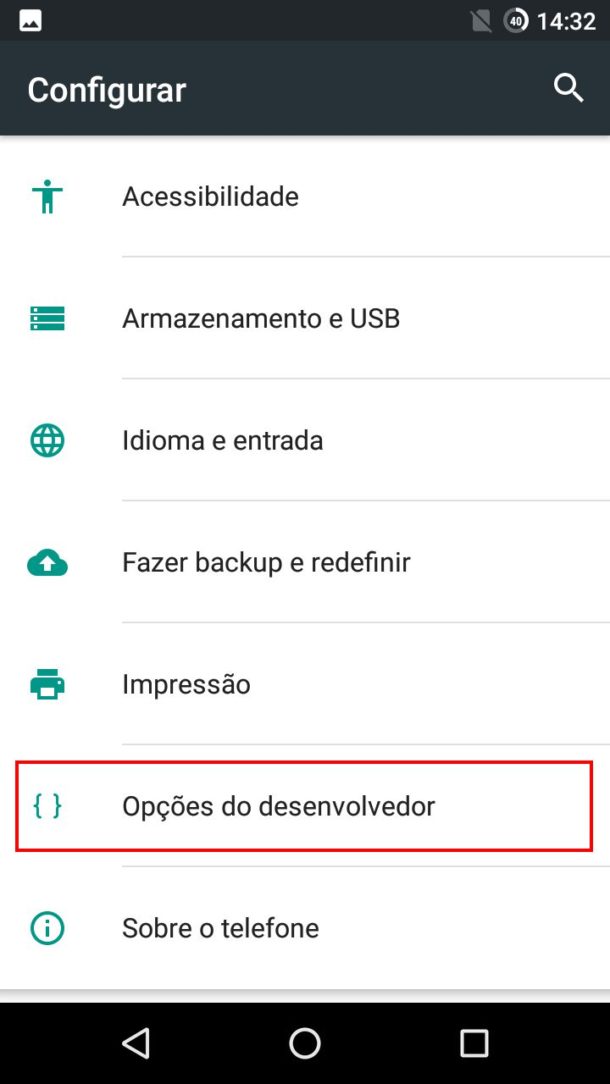 40 14:32
Configurar
Acessibilidade
Armazenamento e USB
Idioma e entrada
Fazer backup e redefinir
Impressão
{ } Opções do desenvolvedor
Sobre o telefone